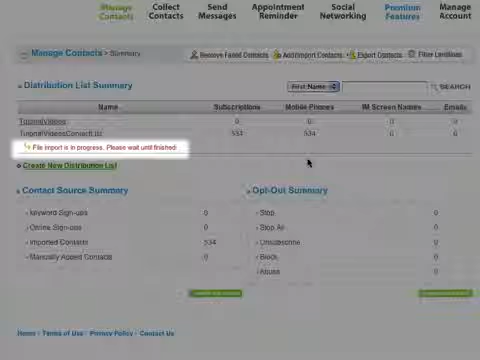 Manage Contacts
Collect Contacts
Send Messages
Appointment Reminder
Social Networking
Premium Features
Manage Account
Manage Contacts > Summary
Remove Failed Contacts
Add/Import Contacts
Export Contacts
Filter Landlines
Distribution List Summary
First Name
SEARCH
Name Subscriptions Mobile Phones IM Screen Names Emails
TutorialVideos 0 0 0 0
TutorialVideosContactList 534 534 0 0
File import is in progress. Please wait until finished!
Create New Distribution List
Contact Source Summary
keyword Sign-ups 0
Online Sign-ups 0
Imported Contacts 534
Manually Added Contacts 0
Opt-Out Summary
Stop 0
Stop All 0
Unsubscribe 0
Block 0
Abuse 0
Home | Terms of Use | Privacy Policy | Contact Us